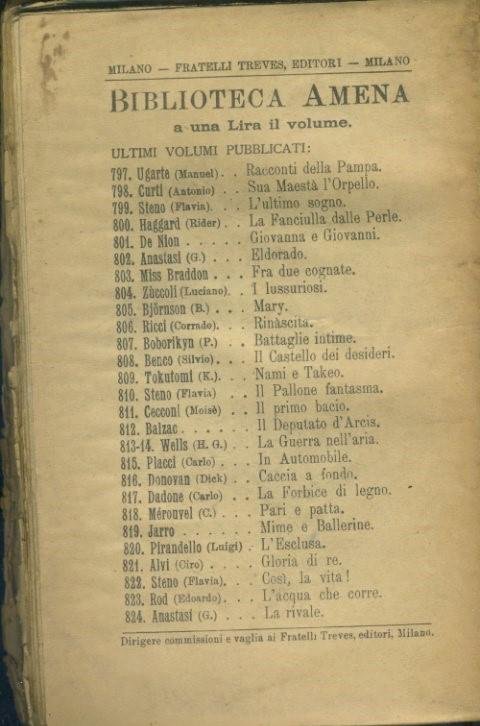 MILANO — FRATELLI TREVES, EDITORI — MILANO
BIBLIOTECA AMENA
a una Lira il volume.
ULTIMI VOLUMI PUBBLICATI:
797. Ugarte (Manuel). . Racconti della Pampa.
798. Curti (Antonio) . . Sua Maestà l'Orpello.
799. Steno (Flavia). . . L'ultimo sogno.
800. Haggard (Rider). . La Fanciulla dalle Perle.
801. De Nion . . . . . Giovanna e Giovanni.
802. Anastasi (G.) . . . Eldorado.
803. Miss Braddon . . . Fra due cognate.
804. Zùccoli (Luciano). . I lussuriosi.
805. Björnson (B.) . . . Mary.
806. Ricci (Corrado). . . Rinàscita.
807. Boborikyn (P.) . . Battaglie intime.
808. Benco (Silvio). . . Il Castello dei desideri.
809. Tokutomi (K.). . . Nami e Takeo.
810. Steno (Flavia) . . Il Pallone fantasma.
811. Cecconi (Moisè) . . Il primo bacio.
812. Balzac . . . . . . Il Deputato d'Arcis.
813-14. Wells (H. G.) . . La Guerra nell'aria.
815. Placci (Carlo) . . . In Automobile.
816. Donovan (Dick) . . Caccia a fondo.
817. Dadone (Carlo) . . La Forbice di legno.
818. Mérouvel (C.) . . . Pari e patta.
819. Jarro . . . . . . Mime e Ballerine.
820. Pirandello (Luigi) . L'Esclusa.
821. Alvi (Ciro) . . . . Gloria di re.
822. Steno (Flavia). . . Così, la vita!
823. Rod (Edoardo). . . L'acqua che corre.
824. Anastasi (G.) . . . La rivale.
Dirigere commissioni e vaglia ai Fratelli Treves, editori, Milano.